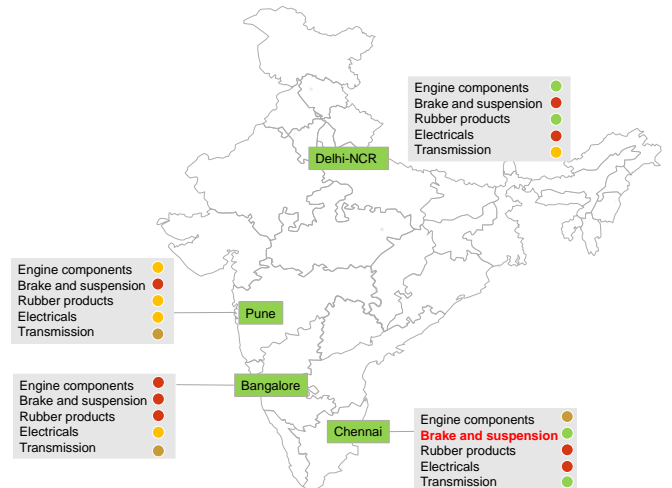 Engine components
Brake and suspension
Rubber products
Electricals
Transmission
Delhi-NCR
Engine components
Brake and suspension
Rubber products
Electricals
Transmission
Pune
Engine components
Brake and suspension
Rubber products
Electricals
Transmission
Bangalore
Engine components
Brake and suspension
Rubber products
Electricals
Transmission
Chennai